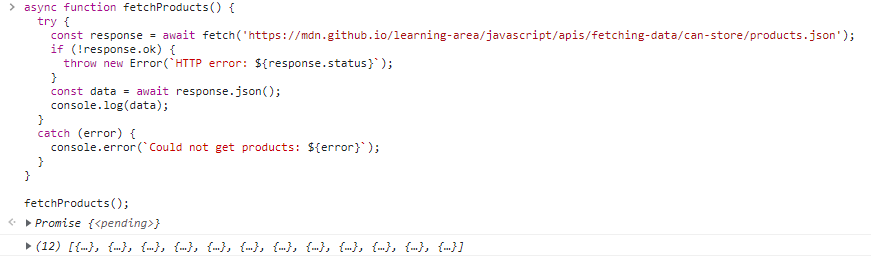 async function fetchProducts() {
try {
const response = await fetch('https://mdn.github.io/learning-area/javascript/apis/fetching-data/can-store/products.json');
if (!response.ok) {
throw new Error(`HTTP error: ${response.status}`);
}
const data = await response.json();
console.log(data);
}
catch (error) {
console.error(`Could not get products: ${error}`);
}
}
fetchProducts();
Promise {<pending>}
(12) [{…}, {…}, {…}, {…}, {…}, {…}, {…}, {…}, {…}, {…}, {…}, {…}]